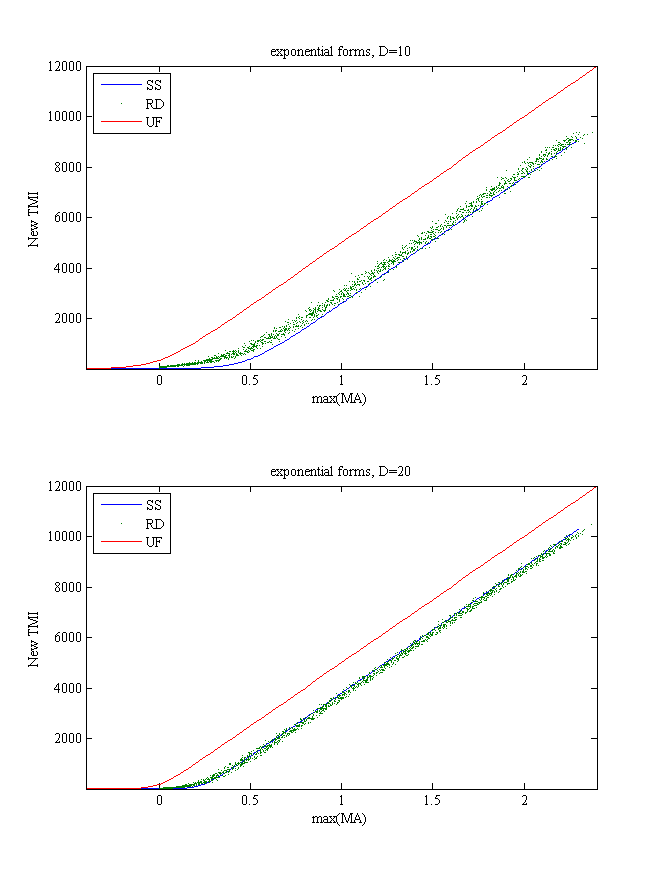 exponential forms, D=10
12000
10000
8000
6000
4000
2000
New TMI
SS
RD
UF
0 0.5 1 1.5 2
max(MA)
exponential forms, D=20
12000
10000
8000
6000
4000
2000
New TMI
SS
RD
UF
0 0.5 1 1.5 2
max(MA)